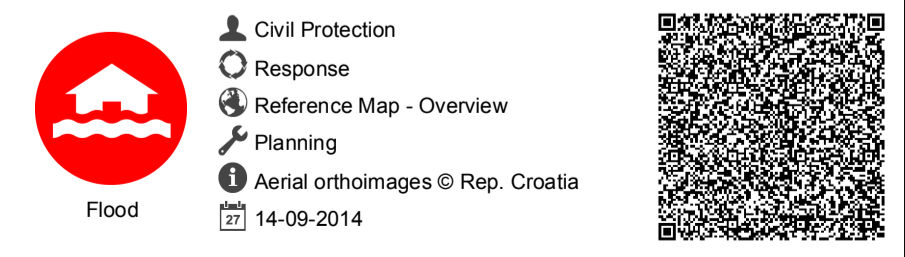 Civil Protection
Response
Reference Map - Overview
Planning
Aerial orthoimages © Rep. Croatia
27 14-09-2014
Flood